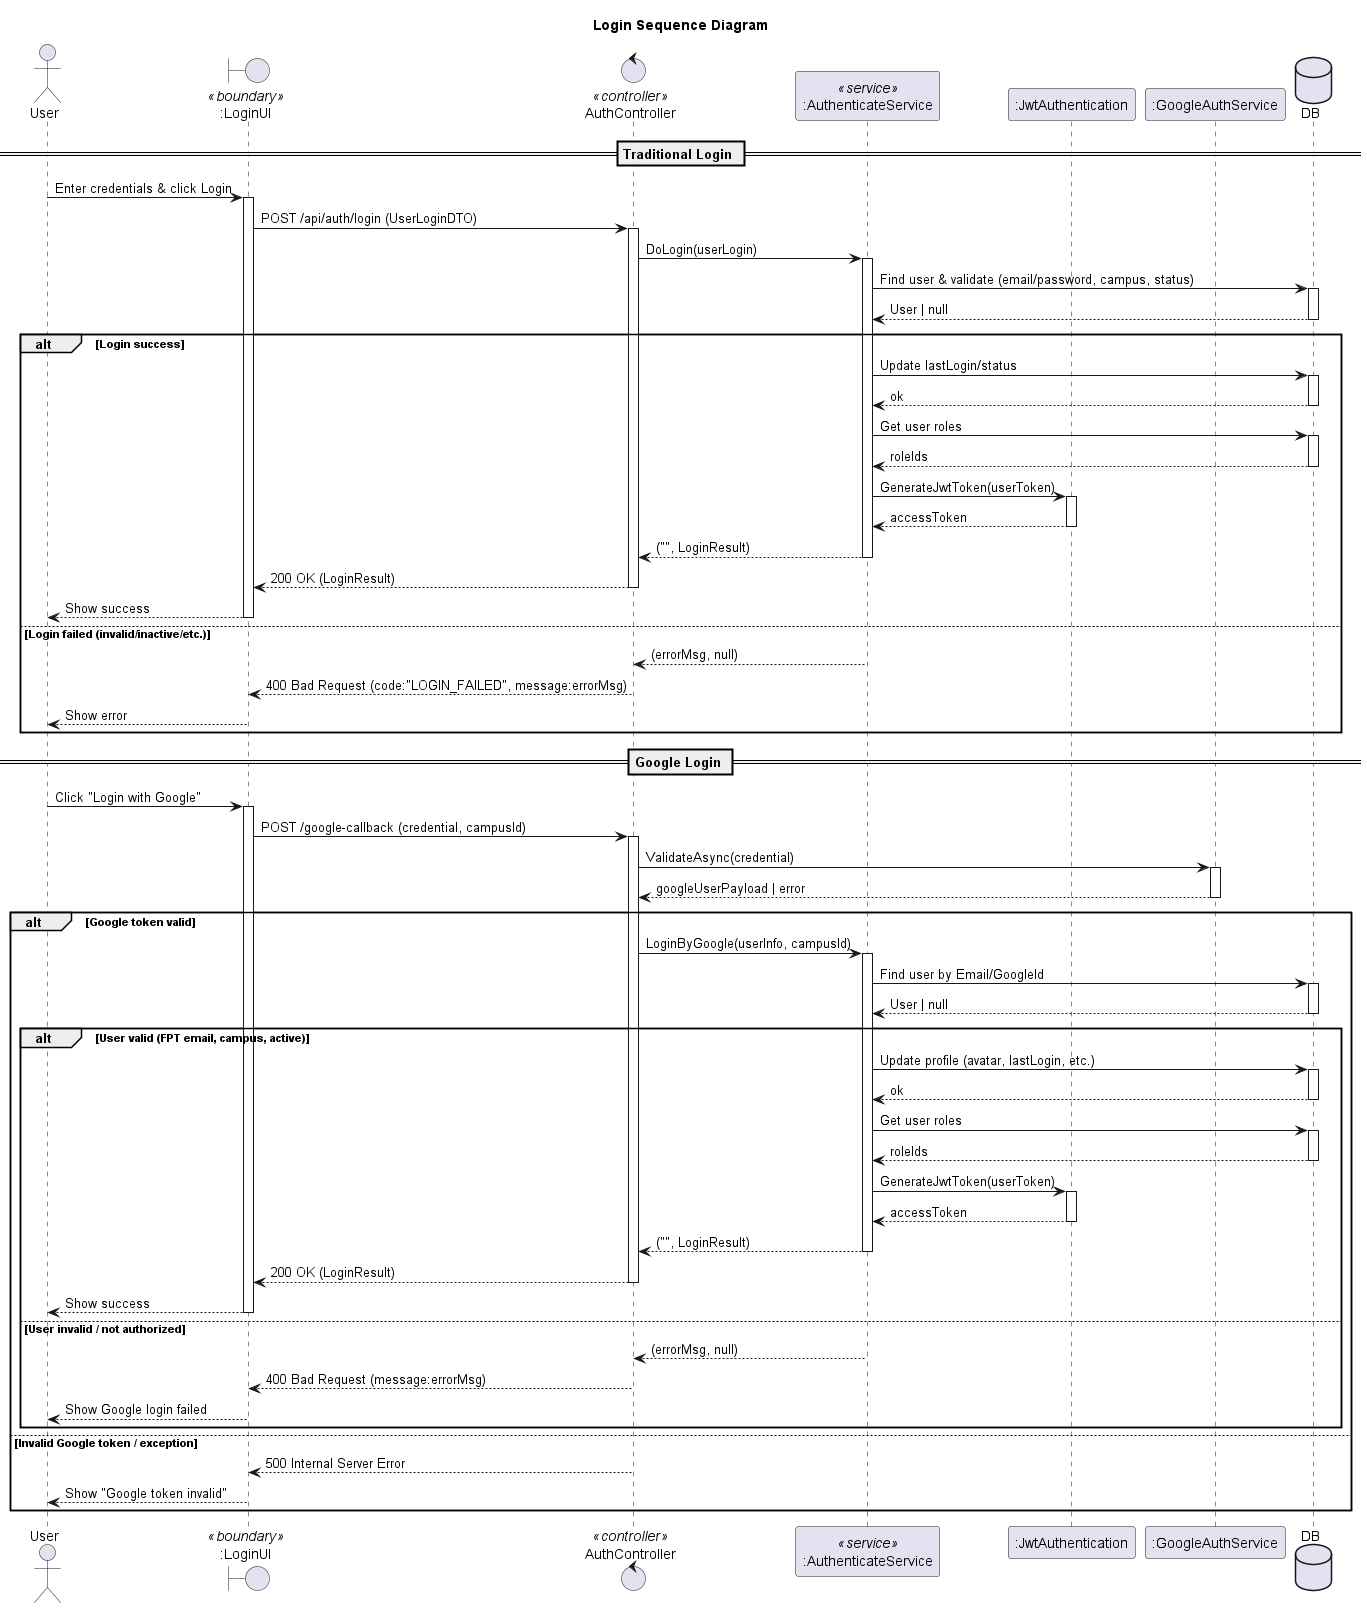 Login Sequence Diagram
User
«boundary»
:LoginUI
«controller»
AuthController
«service»
:AuthenticateService
:JwtAuthentication
:GoogleAuthService
DB
Traditional Login
Enter credentials & click Login
POST /api/auth/login (UserLoginDTO)
DoLogin(userLogin)
Find user & validate (email/password, campus, status)
User | null
alt
[Login success]
Update lastLogin/status
ok
Get user roles
roleIds
GenerateJwtToken(userToken)
accessToken
("", LoginResult)
200 OK (LoginResult)
Show success
[Login failed (invalid/inactive/etc.)]
(errorMsg, null)
400 Bad Request (code:"LOGIN_FAILED", message:errorMsg)
Show error
Google Login
Click "Login with Google"
POST /google-callback (credential, campusId)
ValidateAsync(credential)
googleUserPayload | error
alt
[Google token valid]
LoginByGoogle(userInfo, campusId)
Find user by Email/GoogleId
User | null
alt
[User valid (FPT email, campus, active)]
Update profile (avatar, lastLogin, etc.)
ok
Get user roles
roleIds
GenerateJwtToken(userToken)
accessToken
("", LoginResult)
200 OK (LoginResult)
Show success
[User invalid / not authorized]
(errorMsg, null)
400 Bad Request (message:errorMsg)
Show Google login failed
[Invalid Google token / exception]
500 Internal Server Error
Show "Google token invalid"
User
«boundary»
:LoginUI
«controller»
AuthController
«service»
:AuthenticateService
:JwtAuthentication
:GoogleAuthService
DB